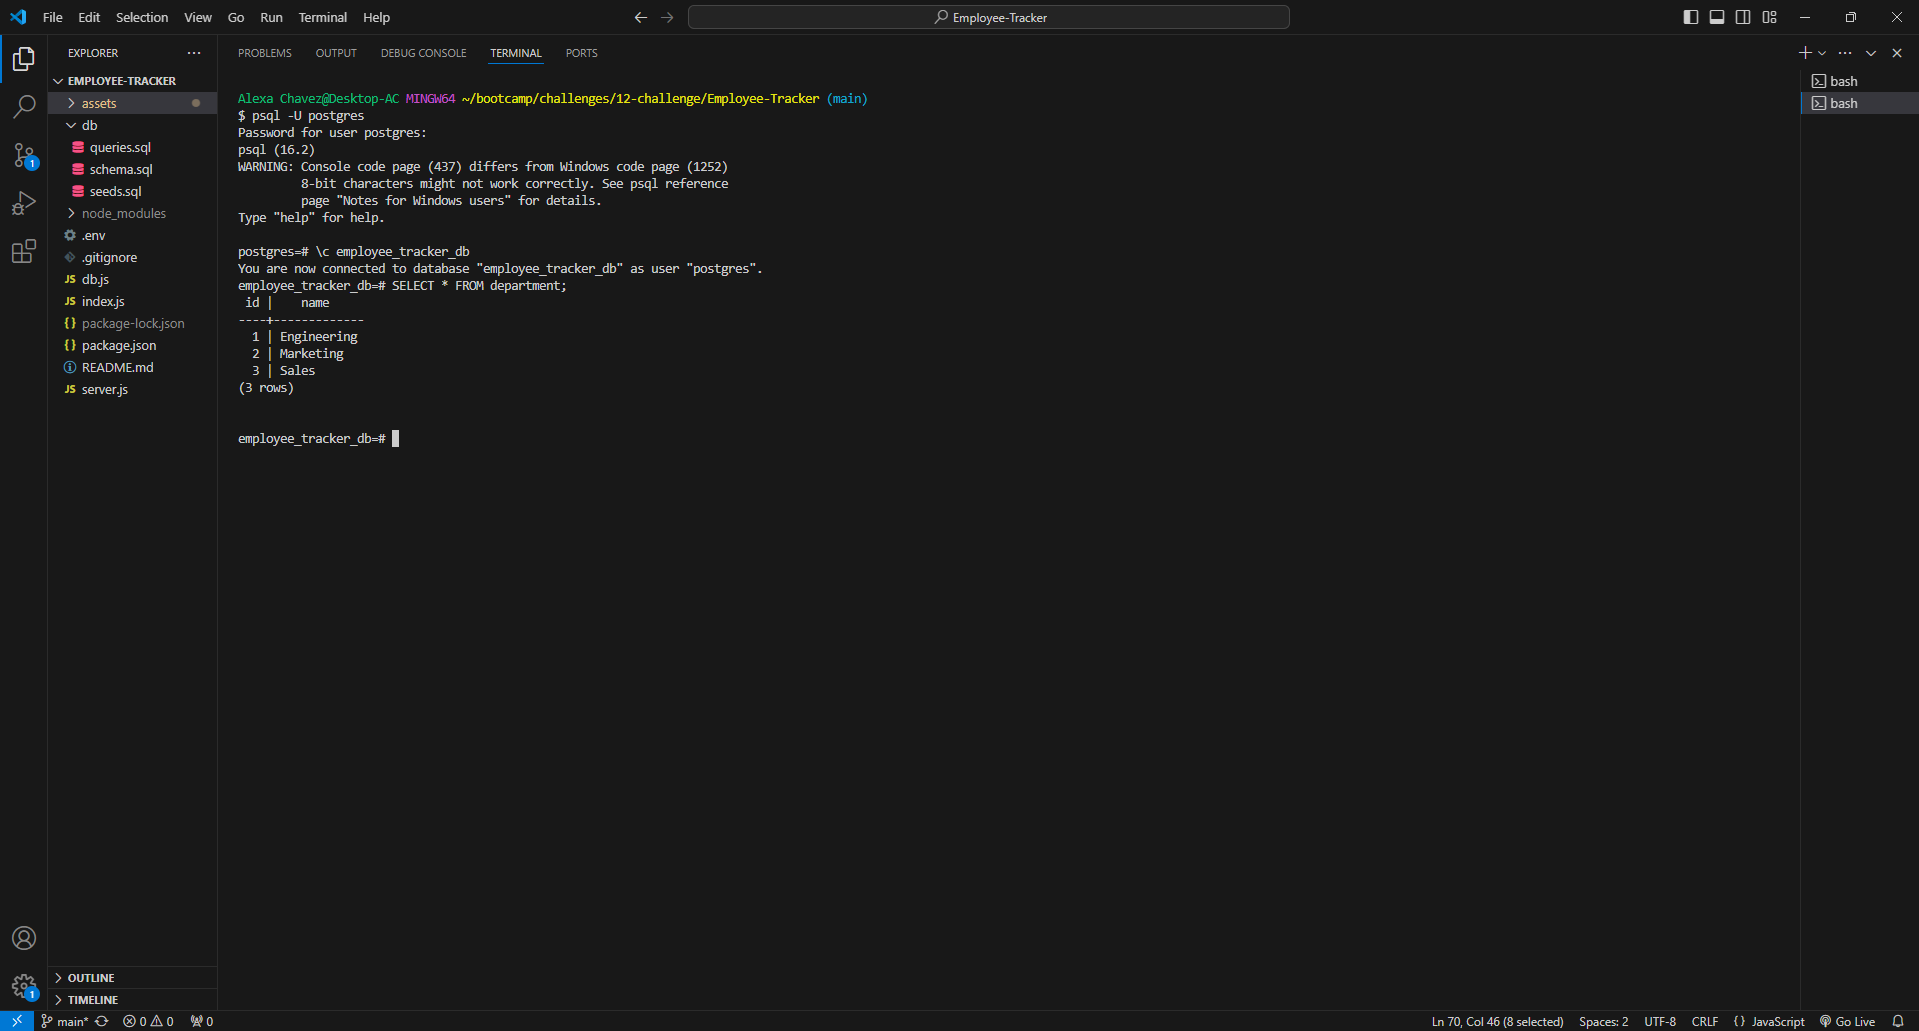 File Edit Selection View Go Run Terminal Help
Employee-Tracker
EXPLORER
PROBLEMS OUTPUT DEBUG CONSOLE TERMINAL PORTS
EMPLOYEE-TRACKER
assets
db
queries.sql
schema.sql
seeds.sql
node_modules
.env
.gitignore
db.js
index.js
package-lock.json
package.json
README.md
server.js
Alexa Chavez@Desktop-AC MINGW64 ~/bootcamp/challenges/12-challenge/Employee-Tracker (main)
$ psql -U postgres
Password for user postgres:
psql (16.2)
WARNING: Console code page (437) differs from Windows code page (1252)
8-bit characters might not work correctly. See psql reference
page "Notes for Windows users" for details.
Type "help" for help.
postgres=# \c employee_tracker_db
You are now connected to database "employee_tracker_db" as user "postgres".
employee_tracker_db=# SELECT * FROM department;
id | name
----+-------------
1 | Engineering
2 | Marketing
3 | Sales
(3 rows)
employee_tracker_db=#
bash
bash
1
1
OUTLINE
TIMELINE
main* 0 0 0
Ln 70, Col 46 (8 selected) Spaces: 2 UTF-8 CRLF {} JavaScript Go Live